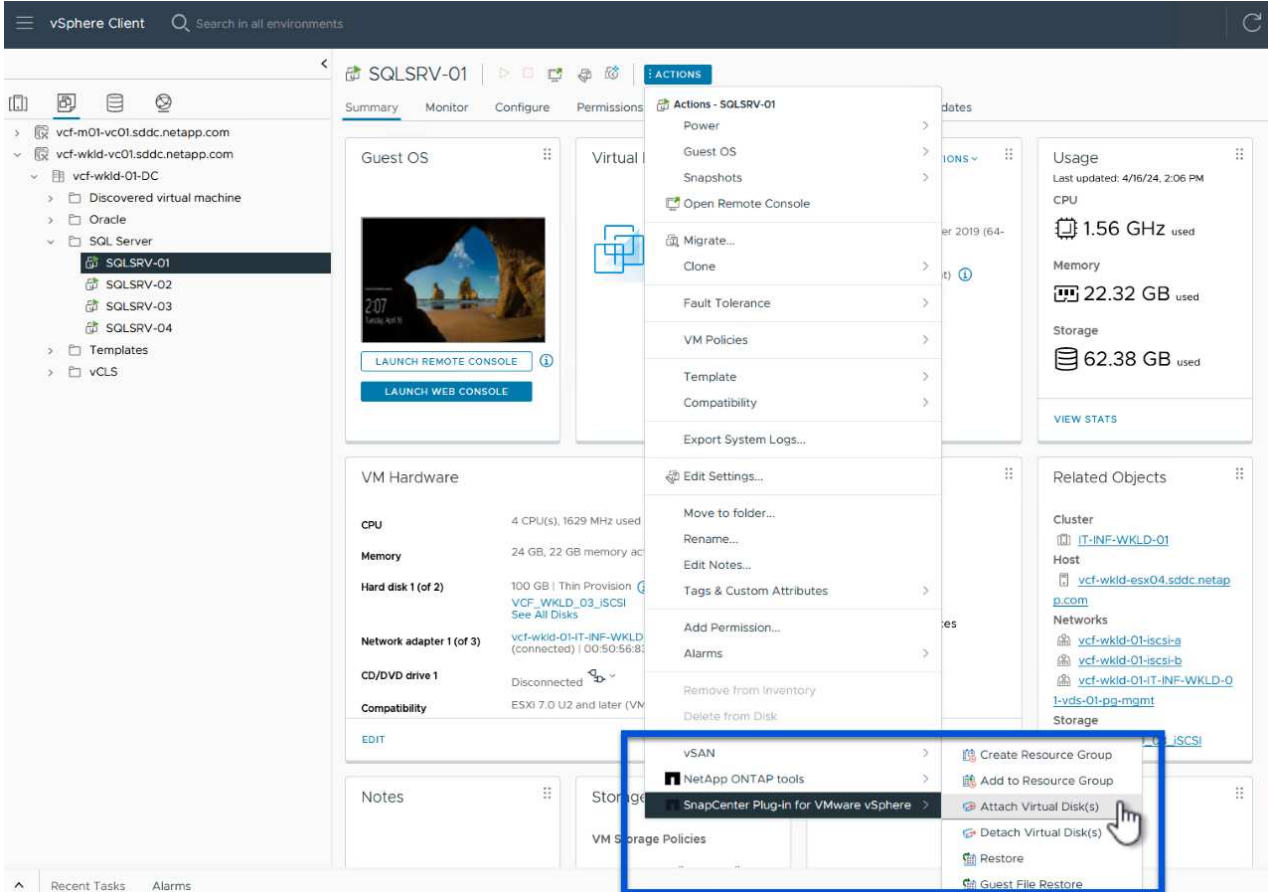 vSphere Client
Search in all environments
SQLSRV-01
ACTIONS
Summary
Monitor
Configure
Permissions
dates
vcf-m01-vc01.sddc.netapp.com
vcf-wkld-vc01.sddc.netapp.com
vcf-wkld-01-DC
Discovered virtual machine
Oracle
SQL Server
SQLSRV-01
SQLSRV-02
SQLSRV-03
SQLSRV-04
Templates
vCLS
Guest OS
2:07
Tuesday, April 16
LAUNCH REMOTE CONSOLE
LAUNCH WEB CONSOLE
Virtual
IONS
er 2019 (64-
t)
Actions - SQLSRV-01
Power
Guest OS
Snapshots
Open Remote Console
Migrate...
Clone
Fault Tolerance
VM Policies
Template
Compatibility
Export System Logs...
Edit Settings...
Move to folder...
Rename...
Edit Notes...
Tags & Custom Attributes
Add Permission...
Alarms
Remove from Inventory
Delete from Disk
vSAN
NetApp ONTAP tools
SnapCenter Plug-in for VMware vSphere
Create Resource Group
Add to Resource Group
Attach Virtual Disk(s)
Detach Virtual Disk(s)
Restore
Guest File Restore
Usage
Last updated: 4/16/24, 2:06 PM
CPU
1.56 GHz used
Memory
22.32 GB used
Storage
62.38 GB used
VIEW STATS
VM Hardware
CPU 4 CPU(s), 1629 MHz used
Memory 24 GB, 22 GB memory ac
Hard disk 1 (of 2) 100 GB | Thin Provision
VCF_WKLD_03_iSCSI
See All Disks
Network adapter 1 (of 3) vcf-wkld-01-IT-INF-WKLD
(connected) | 00:50:56:8
CD/DVD drive 1 Disconnected
Compatibility ESXi 7.0 U2 and later (VM
EDIT
es
Related Objects
Cluster
IT-INF-WKLD-01
Host
vcf-wkld-esx04.sddc.netap
p.com
Networks
vcf-wkld-01-iscsi-a
vcf-wkld-01-iscsi-b
vcf-wkld-01-IT-INF-WKLD-0
1-vds-01-pg-mgmt
Storage
iSCSI
Notes
Storage
VM Storage Policies
Recent Tasks
Alarms